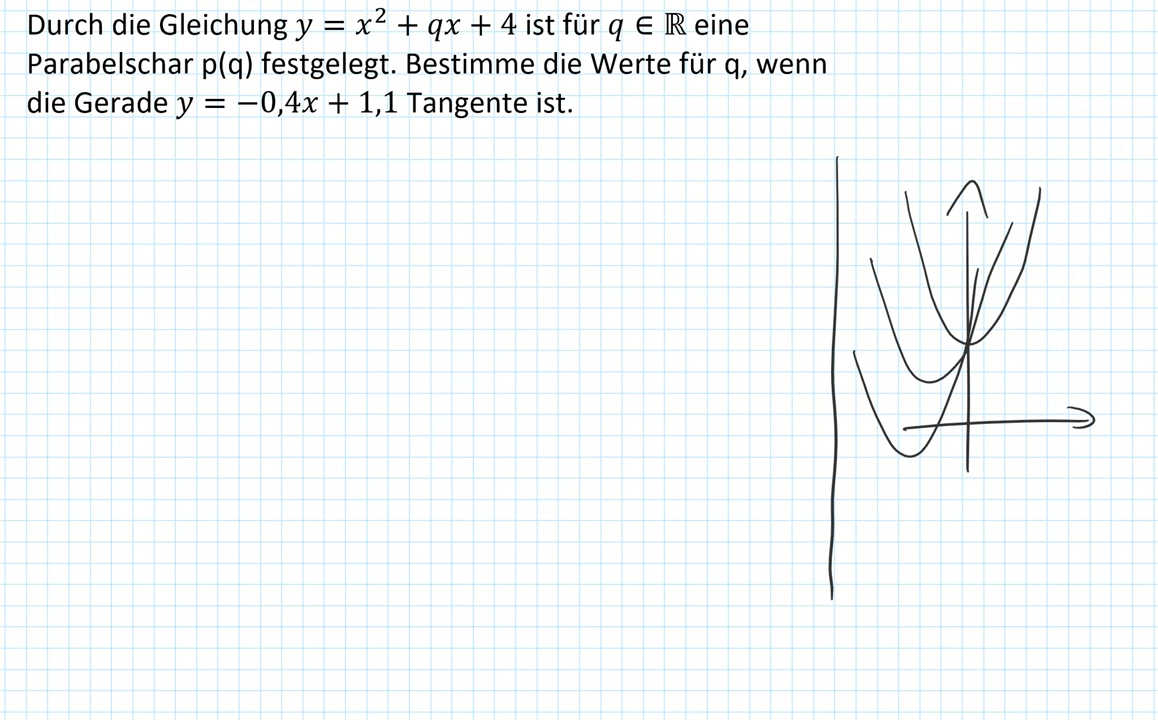 Durch die Gleichung y = x² + qx + 4 ist für q ∈ ℝ eine
Parabelschar p(q) festgelegt. Bestimme die Werte für q, wenn
die Gerade y = −0,4x + 1,1 Tangente ist.